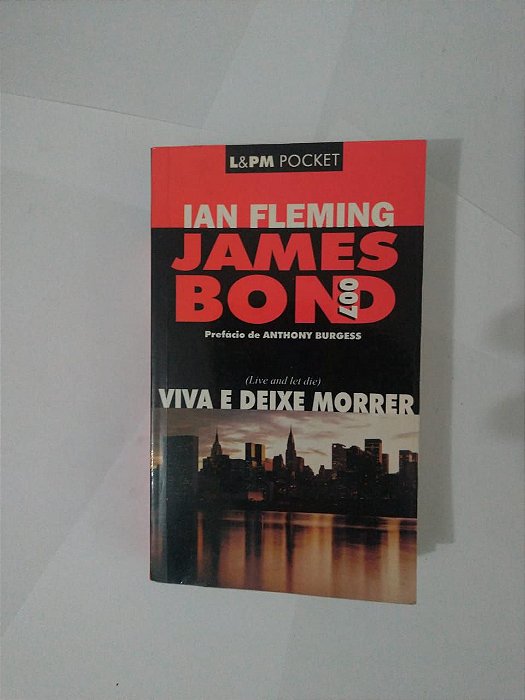 L&PM POCKET
IAN FLEMING
JAMES
BOND
007
Prefácio de ANTHONY BURGESS
(Live and let die)
VIVA E DEIXE MORRER